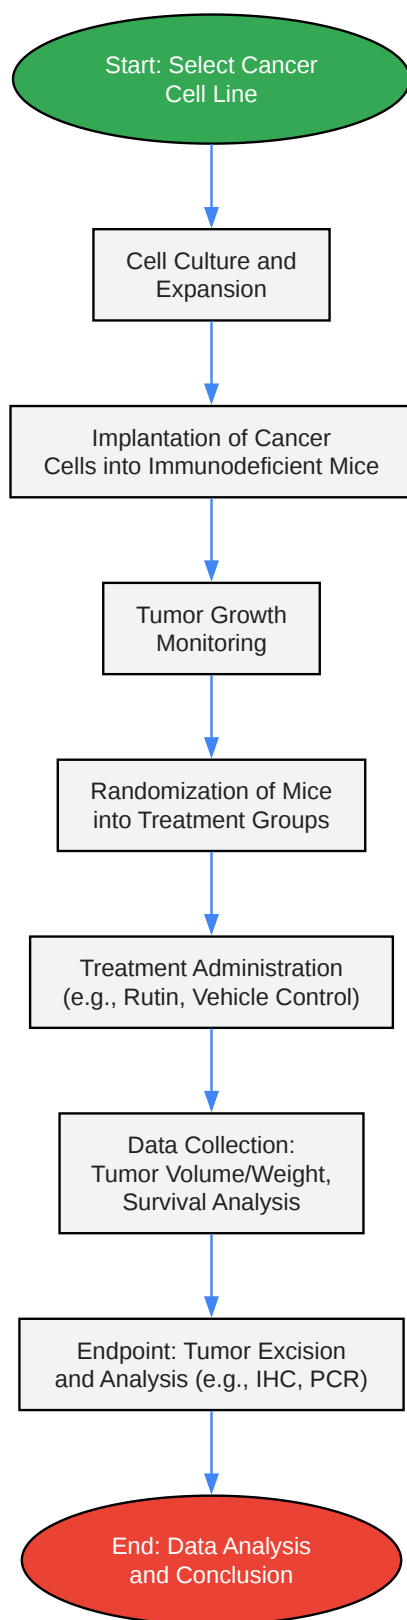 Start: Select Cancer
Cell Line
Cell Culture and
Expansion
Implantation of Cancer
Cells into Immunodeficient Mice
Tumor Growth
Monitoring
Randomization of Mice
into Treatment Groups
Treatment Administration
(e.g., Rutin, Vehicle Control)
Data Collection:
Tumor Volume/Weight,
Survival Analysis
Endpoint: Tumor Excision
and Analysis (e.g., IHC, PCR)
End: Data Analysis
and Conclusion